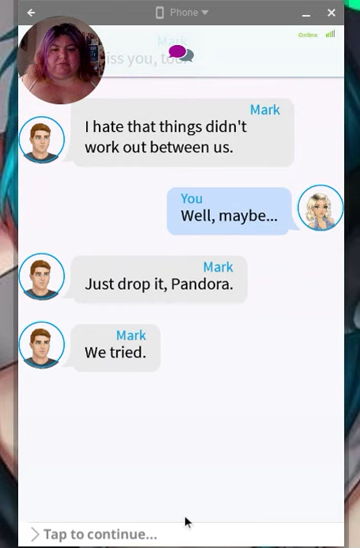 Phone
Online
Mark
iss you, too.
Mark
I hate that things didn't
work out between us.
You
Well, maybe...
Mark
Just drop it, Pandora.
Mark
We tried.
Tap to continue...